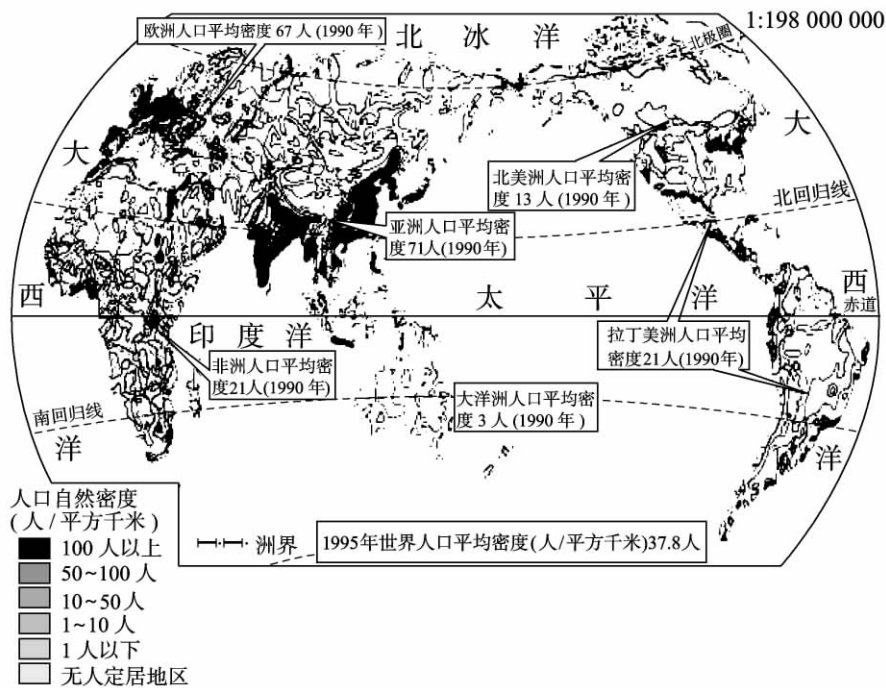 1:198 000 000
欧洲人口平均密度 67 人 (1990 年)
北冰洋
北极圈
大
大
北美洲人口平均密
度 13 人 (1990 年)
北回归线
亚洲人口平均密
度71人(1990 年)
西
太平洋
西
赤道
印度洋
拉丁美洲人口平均
密度21人(1990年)
非洲人口平均密
度21人(1990 年)
大洋洲人口平均密
度 3 人 (1990 年)
南回归线
洋
洋
人口自然密度
(人/平方千米)
100 人以上
50~100 人
10~50 人
1~10 人
1 人以下
无人定居地区
洲界
1995年世界人口平均密度(人/平方千米)37.8人